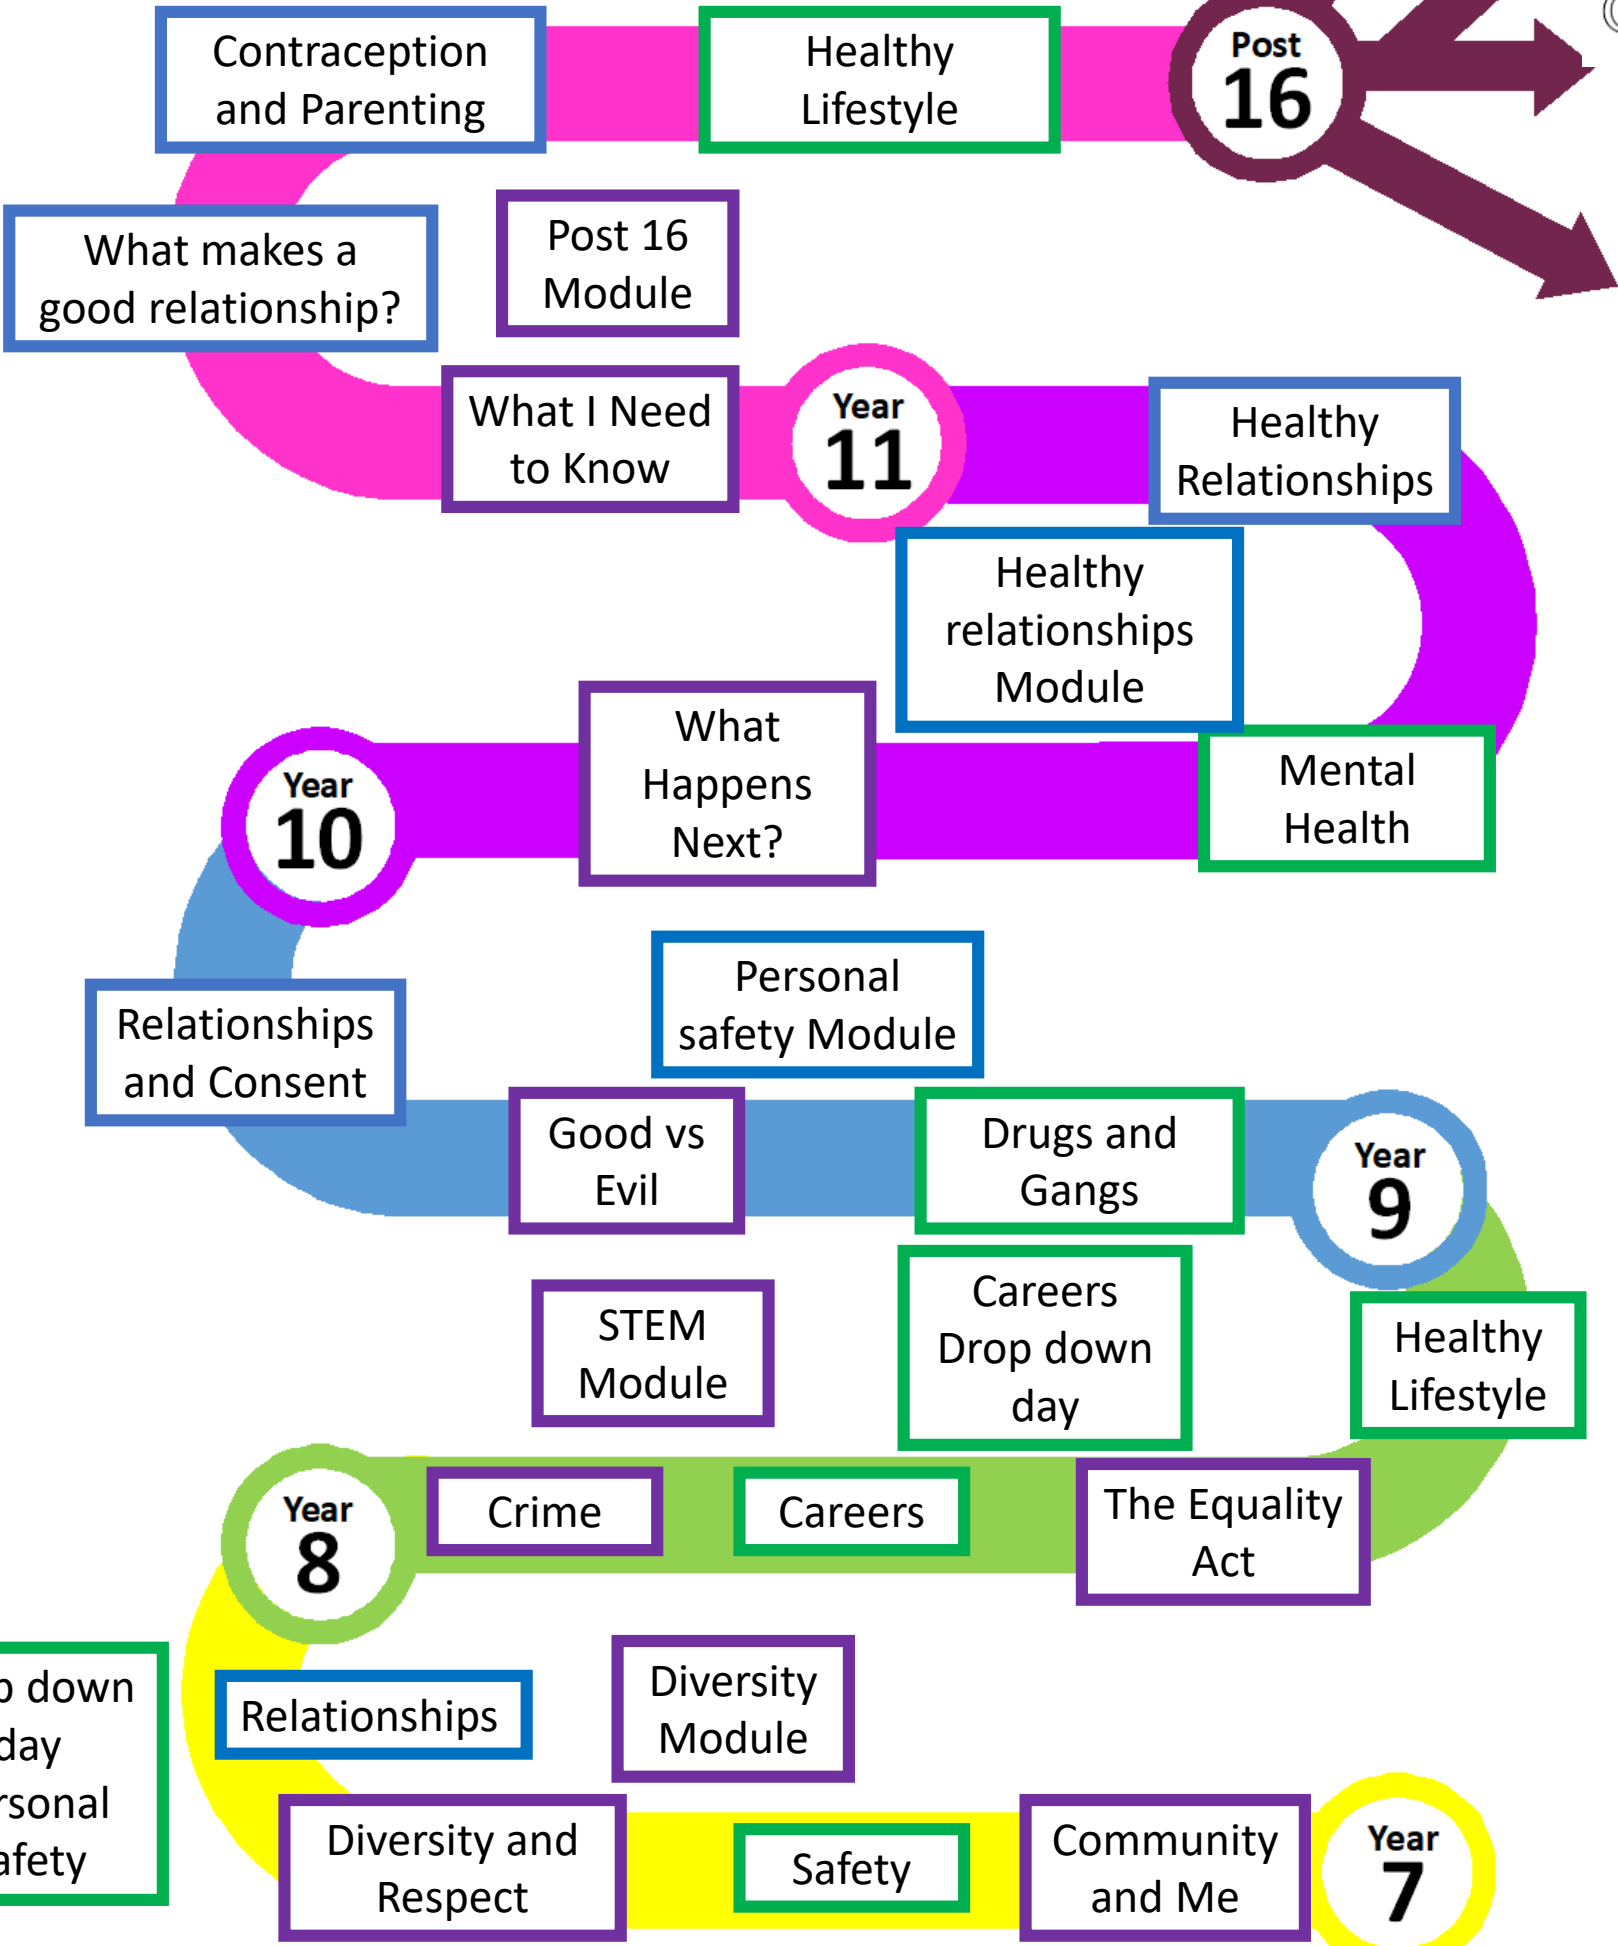 Contraception
and Parenting
Healthy
Lifestyle
Post
16
What makes a
good relationship?
Post 16
Module
What I Need
to Know
Year
11
Healthy
Relationships
Healthy
relationships
Module
What
Happens
Next?
Year
10
Mental
Health
Personal
safety Module
Relationships
and Consent
Good vs
Evil
Drugs and
Gangs
Year
9
STEM
Module
Careers
Drop down
day
Healthy
Lifestyle
Year
8
Crime
Careers
The Equality
Act
down
day
Relationships
Diversity
Module
Diversity and
Respect
Safety
Community
and Me
Year
7